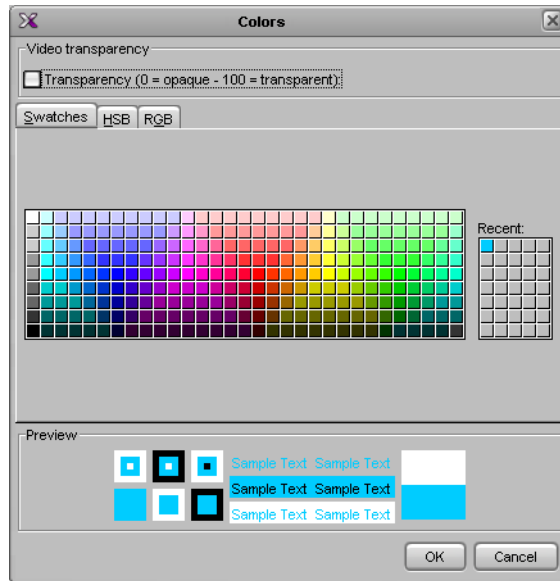 Colors
Video transparency
Transparency (0 = opaque - 100 = transparent):
Swatches HSB RGB
Recent:
Preview
Sample Text Sample Text
Sample Text Sample Text
Sample Text Sample Text
OK Cancel